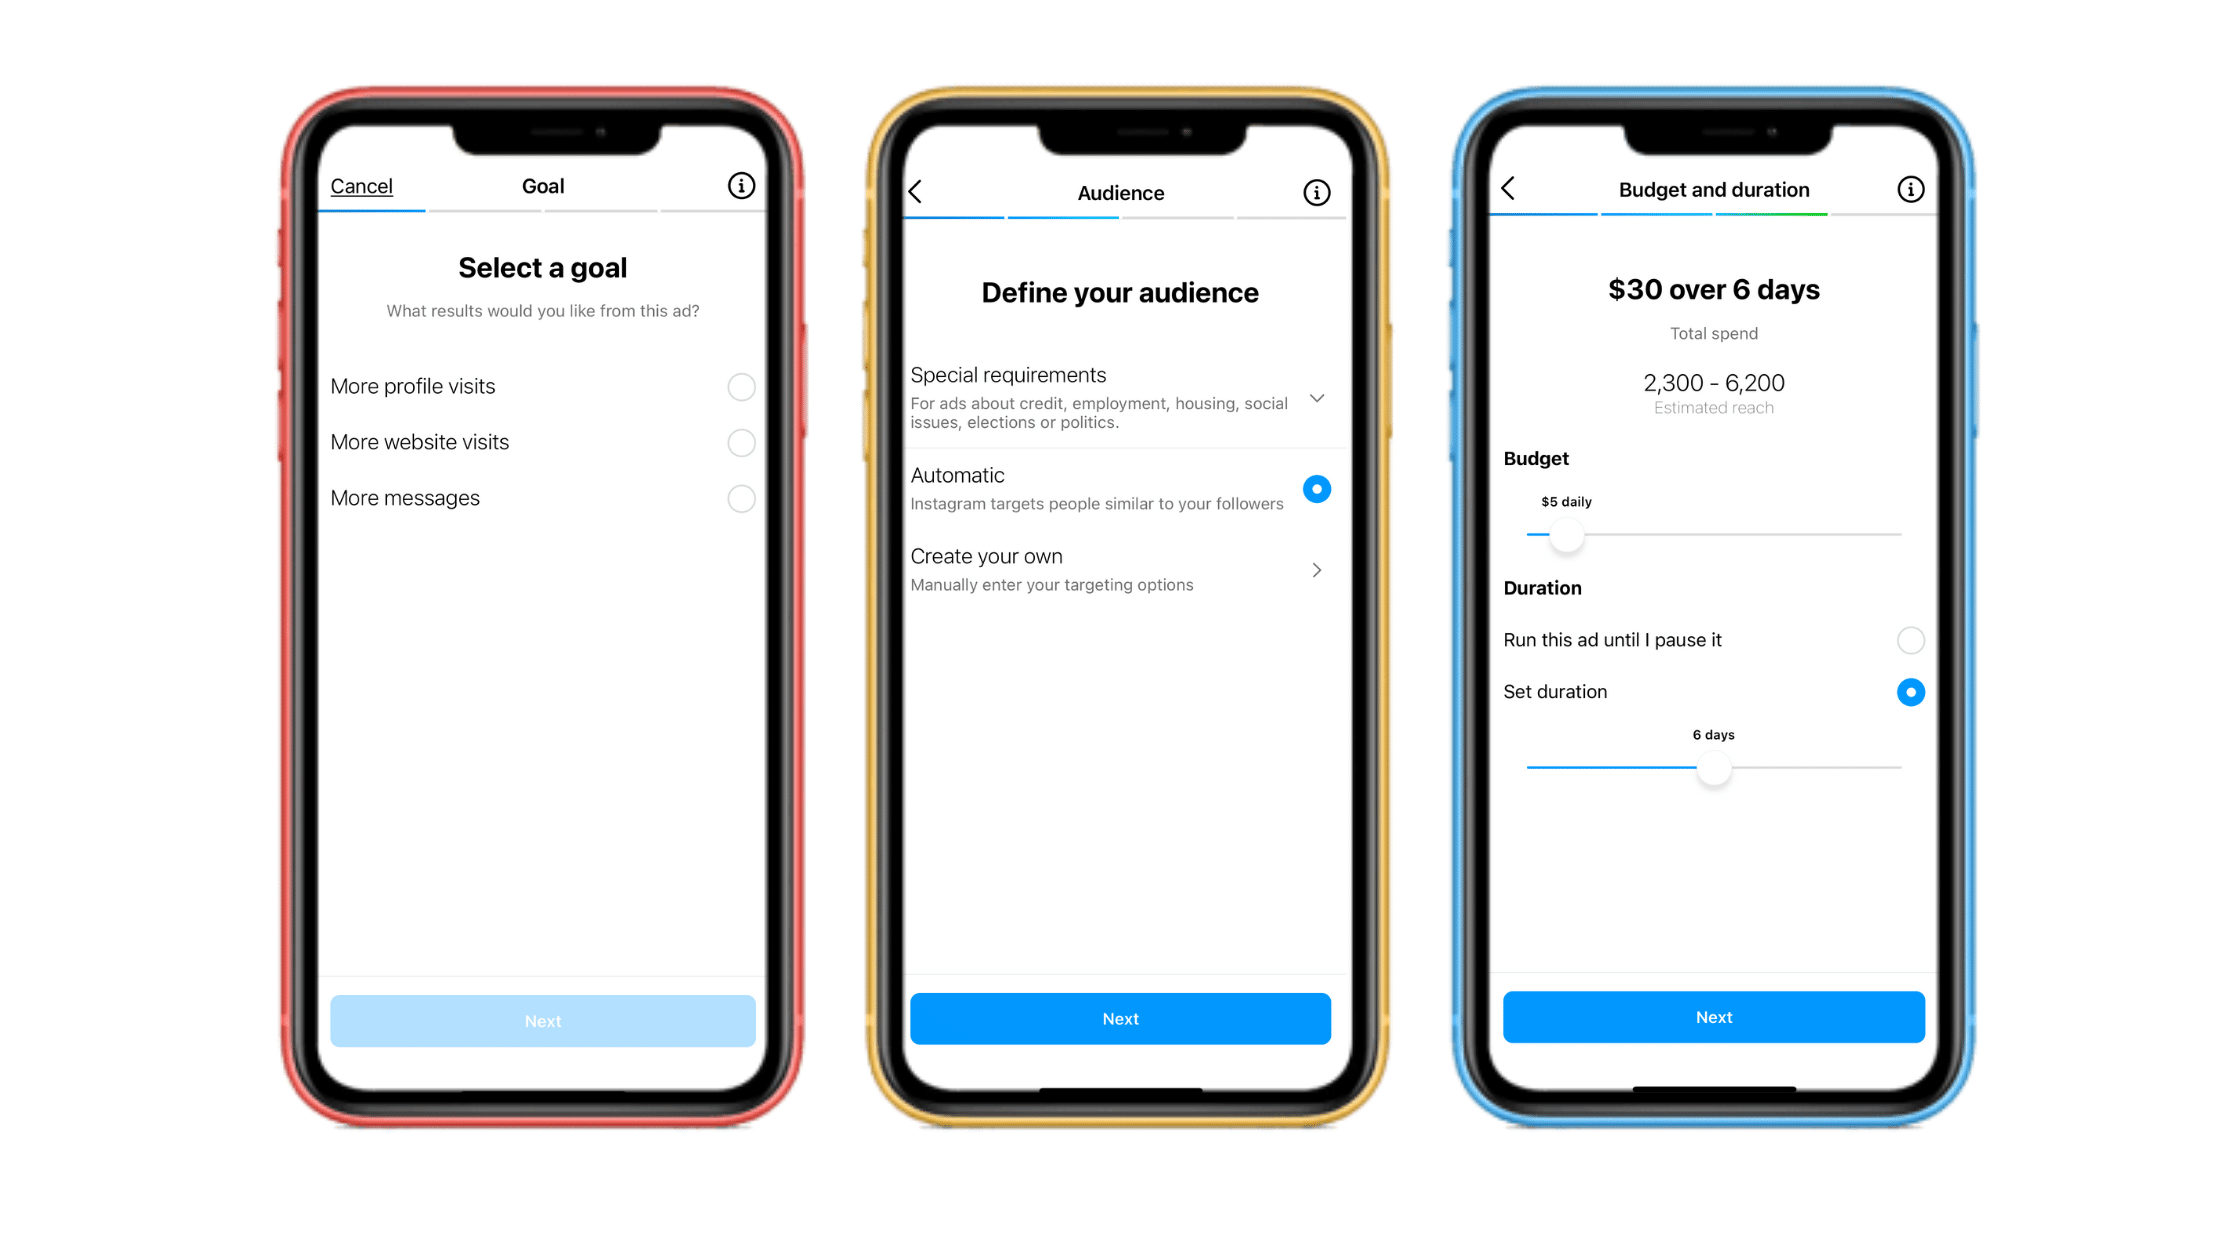 Cancel
Goal
Select a goal
What results would you like from this ad?
More profile visits
More website visits
More messages
Next
Audience
Define your audience
Special requirements
For ads about credit, employment, housing, social
issues, elections or politics.
Automatic
Instagram targets people similar to your followers
Create your own
Manually enter your targeting options
Next
Budget and duration
$30 over 6 days
Total spend
2,300 - 6,200
Estimated reach
Budget
$5 daily
Duration
Run this ad until I pause it
Set duration
6 days
Next